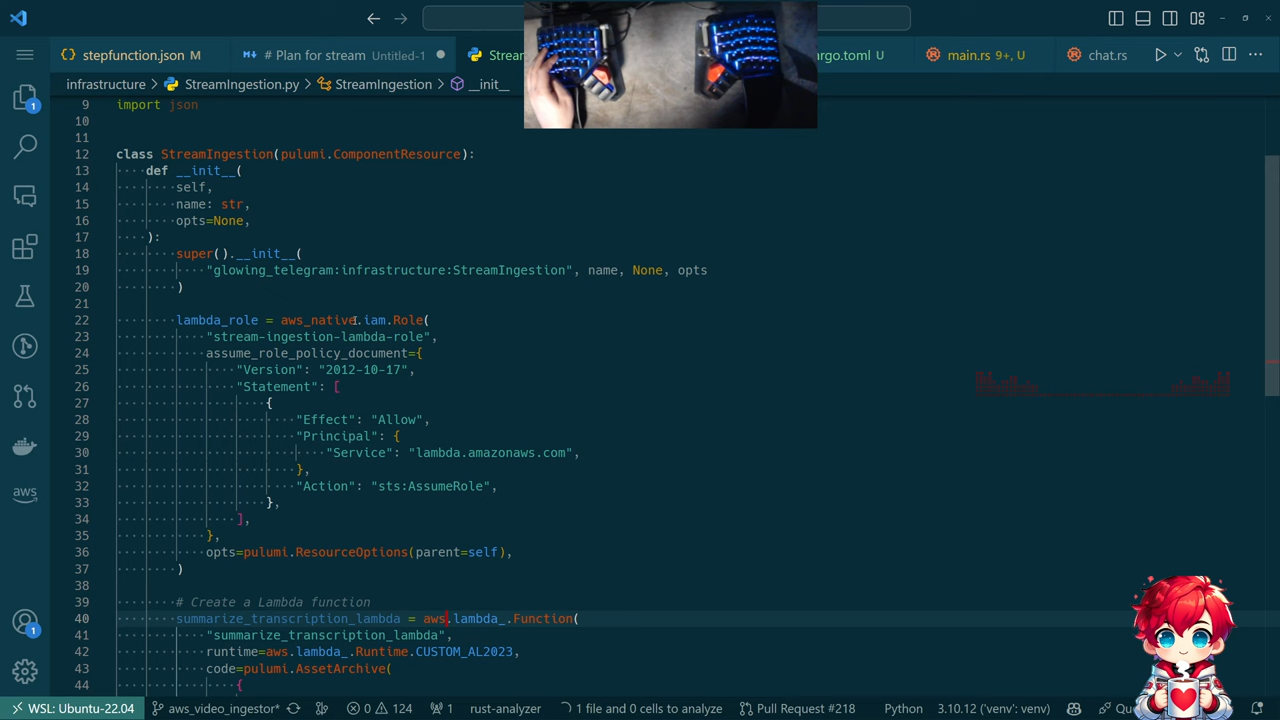 stepfunction.json M
# Plan for stream Untitled-1
Strea
argo.toml U
main.rs 9+, U
chat.rs
infrastructure > StreamIngestion.py > StreamIngestion > __init__
9 import json
10
11
12 class StreamIngestion(pulumi.ComponentResource):
13 def __init__(
14 self,
15 name: str,
16 opts=None,
17 ):
18 super().__init__(
19 "glowing_telegram:infrastructure:StreamIngestion", name, None, opts
20 )
21
22 lambda_role = aws_native.iam.Role(
23 "stream-ingestion-lambda-role",
24 assume_role_policy_document={
25 "Version": "2012-10-17",
26 "Statement": [
27 {
28 "Effect": "Allow",
29 "Principal": {
30 "Service": "lambda.amazonaws.com",
31 },
32 "Action": "sts:AssumeRole",
33 },
34 ],
35 },
36 opts=pulumi.ResourceOptions(parent=self),
37 )
38
39 # Create a Lambda function
40 summarize_transcription_lambda = aws.lambda_.Function(
41 "summarize_transcription_lambda",
42 runtime=aws.lambda_.Runtime.CUSTOM_AL2023,
43 code=pulumi.AssetArchive(
44 {
1
aws
1
WSL: Ubuntu-22.04 aws_video_ingestor* 0 124 1 rust-analyzer 1 file and 0 cells to analyze Pull Request #218 Python 3.10.12 ('venv': venv) Qu